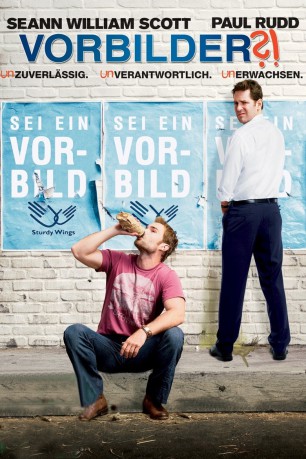 SEANN WILLIAM SCOTT PAUL RUDD
VORBILDER?!
UNZUVERLÄSSIG. UNVERANTWORTLICH. UNERWACHSEN.
SEI EIN
VOR-
BILD
Sturdy Wings
SEI EIN
VOR-
BILD
SEI EIN
VOR-
BILD